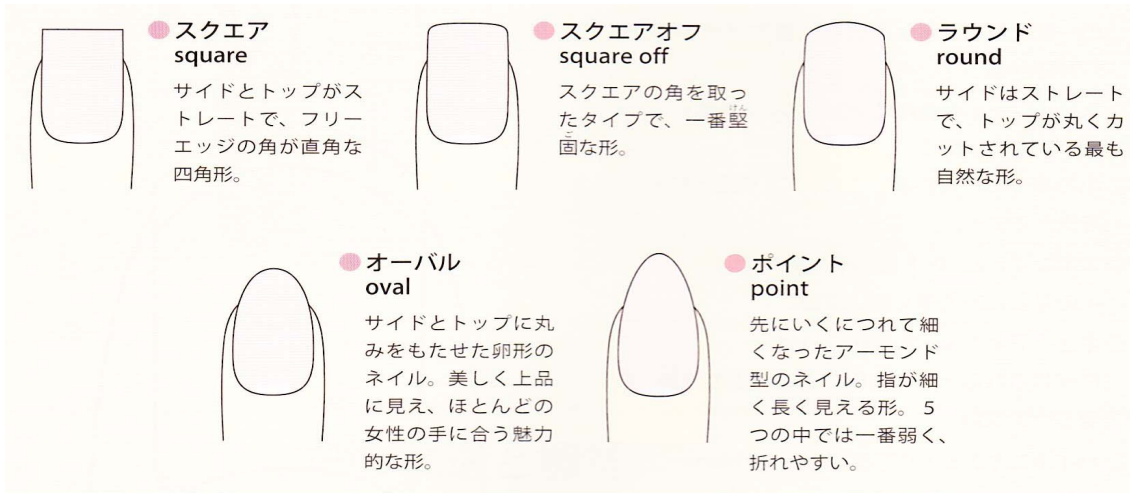 スクエア
square
サイドとトップがス
トレートで、フリー
エッジの角が直角な
四角形。
スクエアオフ
square off
スクエアの角を取っ
たタイプで、一番堅
けん
固な形。
ご
ラウンド
round
サイドはストレート
で、トップが丸くカ
ットされている最も
自然な形。
オーバル
oval
サイドとトップに丸
みをもたせた卵形の
ネイル。美しく上品
に見え、ほとんどの
女性の手に合う魅力
的な形。
ポイント
point
先にいくにつれて細
くなったアーモンド
型のネイル。指が細
く長く見える形。5
つの中では一番弱く、
折れやすい。